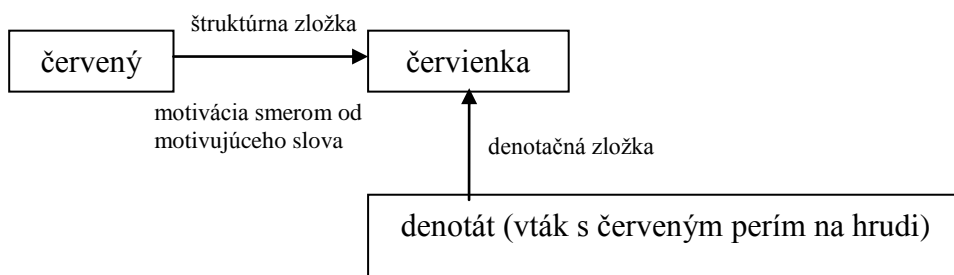 štruktúrna zložka
červený
červienka
motivácia smerom od
motivujúceho slova
denotačná zložka
denotát (vták s červeným perím na hrudi)